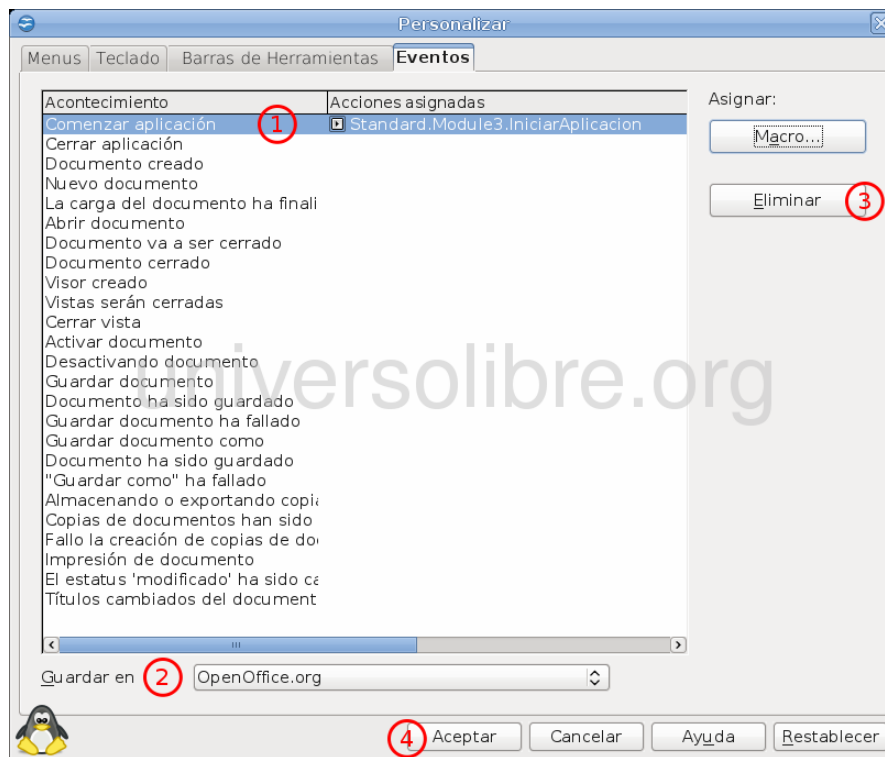 Personalizar
Menus Teclado Barras de Herramientas Eventos
Acontecimiento Acciones asignadas
Asignar:
Comenzar aplicación 1 Standard.Module3.IniciarAplicacion
Macro...
Cerrar aplicación
Documento creado
Nuevo documento
La carga del documento ha finali
Eliminar 3
Abrir documento
Documento va a ser cerrado
Documento cerrado
Visor creado
Vistas serán cerradas
Cerrar vista
Activar documento
Desactivando documento
universolibre.org
Guardar documento
Documento ha sido guardado
Guardar documento ha fallado
Guardar documento como
Documento ha sido guardado
"Guardar como" ha fallado
Almacenando o exportando copia
Copias de documentos han sido
Fallo la creación de copias de do
Impresión de documento
El estatus 'modificado' ha sido ca
Títulos cambiados del document
Guardar en 2 OpenOffice.org
4 Aceptar Cancelar Ayuda Restablecer